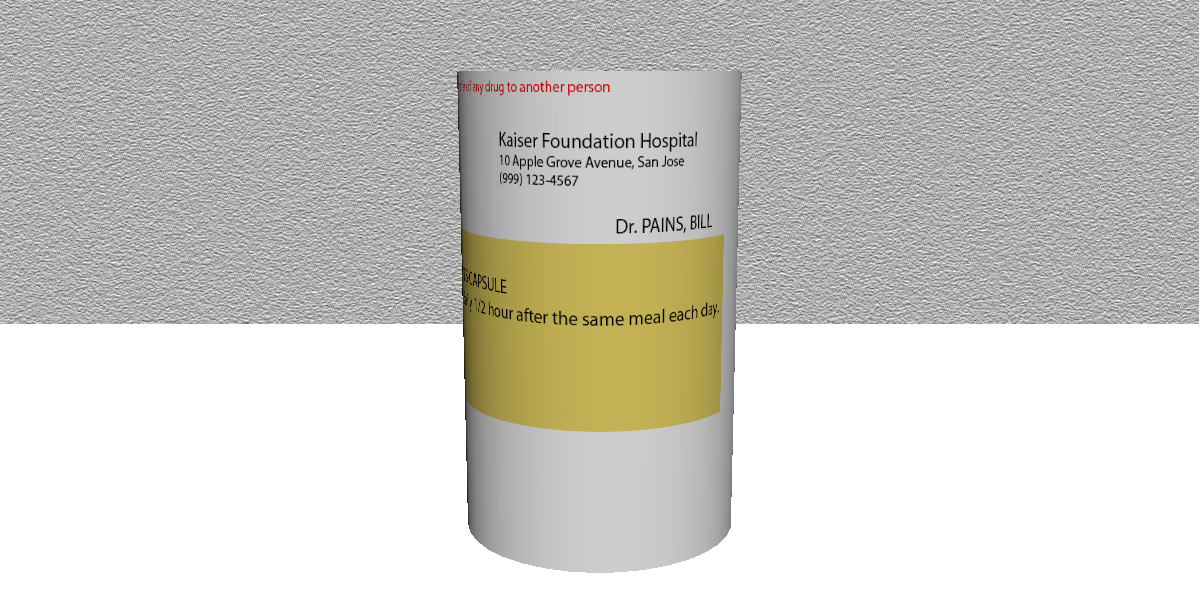 any drug to another person
Kaiser Foundation Hospital
10 Apple Grove Avenue, San Jose
(999) 123-4567
Dr. PAINS, BILL
CAPSULE
1/2 hour after the same meal each day.